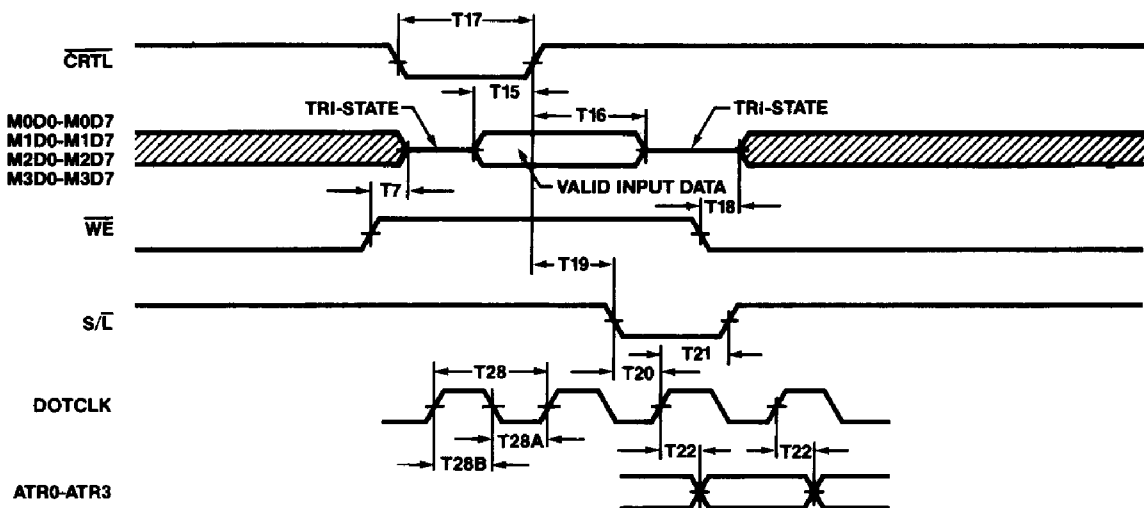 T17
CRTL
T15
TRI-STATE
T16
TRI-STATE
M0D0-M0D7
M1D0-M1D7
M2D0-M2D7
M3D0-M3D7
T7
VALID INPUT DATA
T18
WE
T19
S/L
T21
T28
T20
DOTCLK
T28A
T28B
T22
T22
ATR0-ATR3